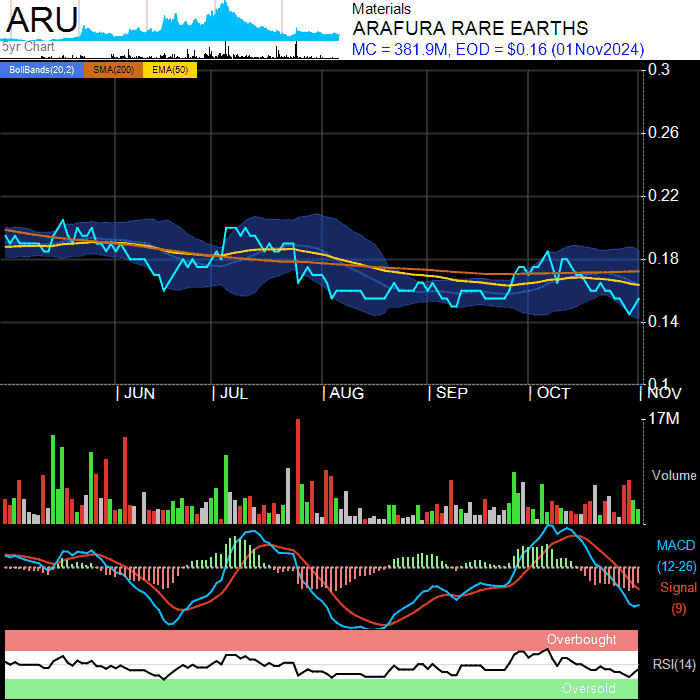 ARU
5yr Chart
Materials
ARAFURA RARE EARTHS
MC = 381.9M, EOD = $0.16 (01Nov2024)
BollBands(20,2) SMA(200) EMA(50)
0.3
0.26
0.22
0.18
0.14
0.1
| JUN | JUL | AUG | SEP | OCT | NOV
17M
Volume
MACD
(12-26)
Signal
(9)
Overbought
RSI(14)
Oversold